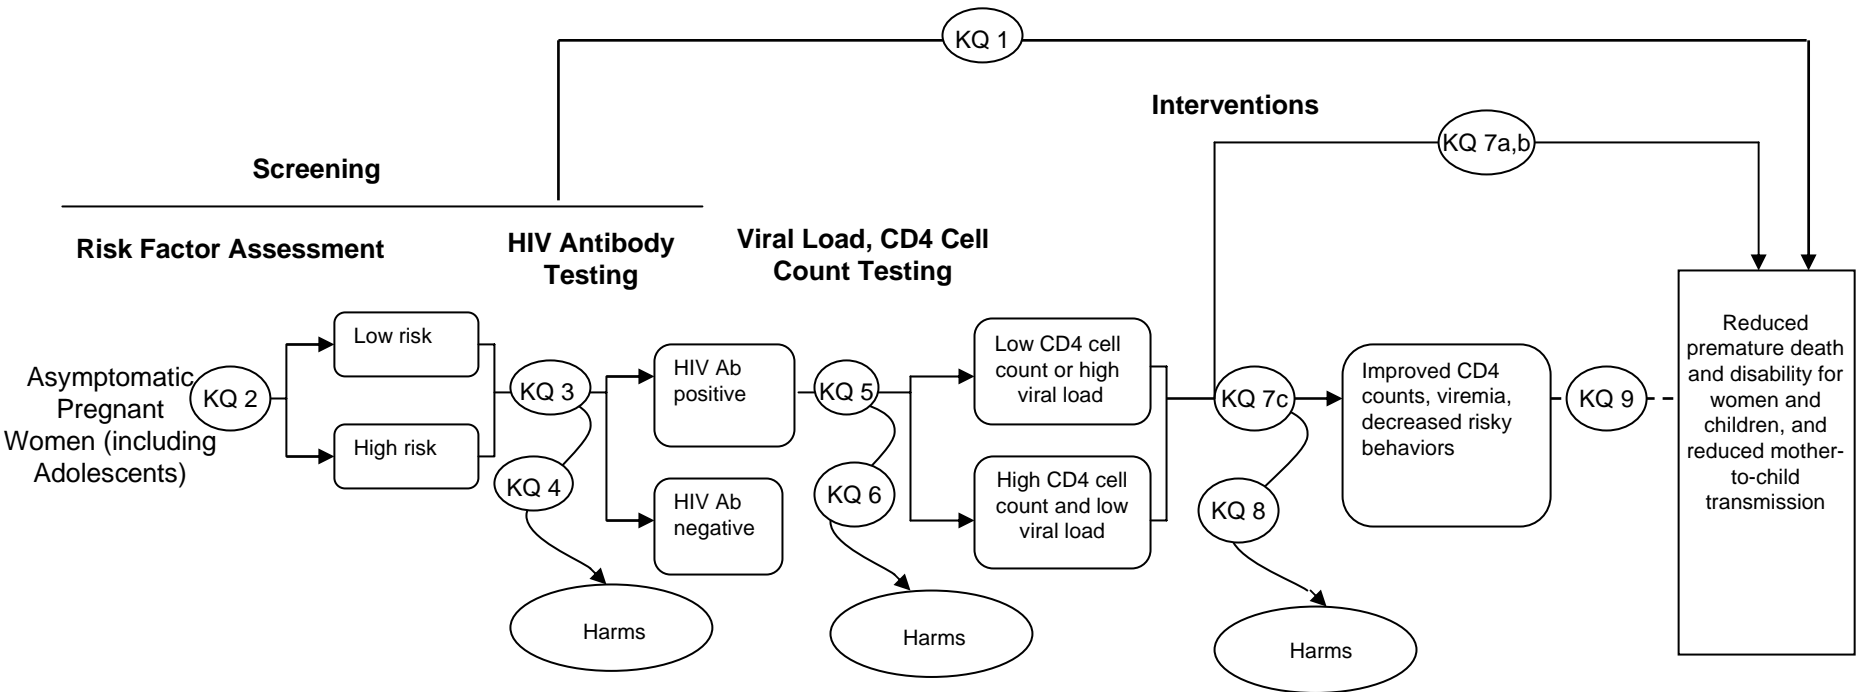 KQ 1
Interventions
KQ 7a,b
Screening
Risk Factor Assessment
HIV Antibody
Testing
Viral Load, CD4 Cell
Count Testing
Asymptomatic
Pregnant
Women (including
Adolescents)
KQ 2
Low risk
High risk
KQ 3
KQ 4
Harms
HIV Ab
positive
HIV Ab
negative
KQ 5
KQ 6
Harms
Low CD4 cell
count or high
viral load
High CD4 cell
count and low
viral load
KQ 7c
KQ 8
Harms
Improved CD4
counts, viremia,
decreased risky
behaviors
KQ 9
Reduced
premature death
and disability for
women and
children, and
reduced mother-
to-child
transmission